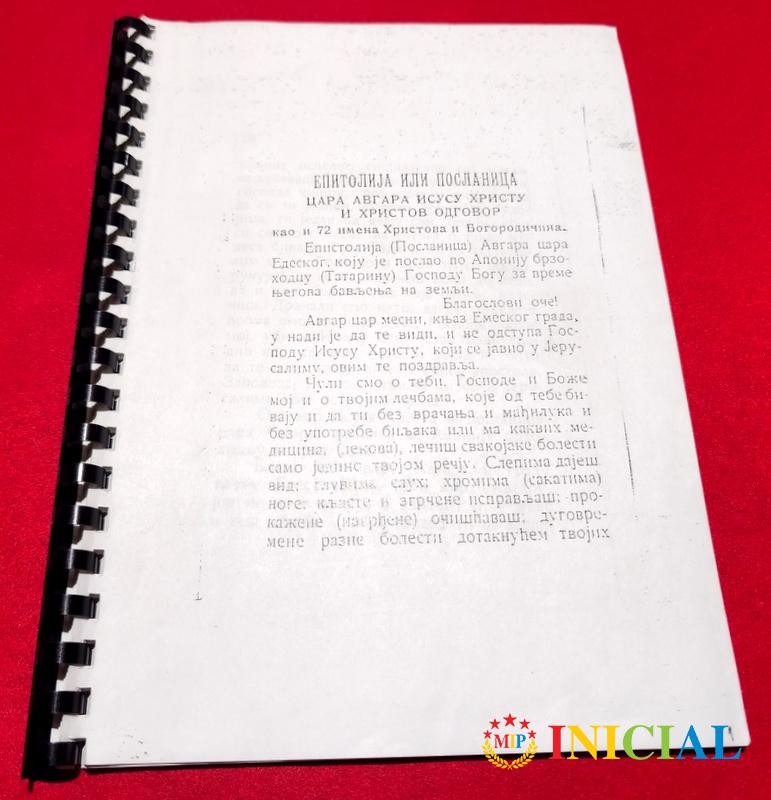 ЕПИТОЛИЈА ИЛИ ПОСЛАНИЦА
ЦАРА АВГАРА ИСУСУ ХРИСТУ
И ХРИСТОВ ОДГОВОР
као и 72 имена Христова и Богородичина.
Епистолија (Посланица) Авгара цара
Едеског, коју је послао по Апонију брзо-
ходцу (Татарину) Господу Богу за време
његова бављена на земљи.
Благослови оче!
Авгар цар месни, књаз Емеског града,
у нади је да те види, и не одступа Гос-
поду Исусу Христу, који се јавно у Јеру-
салиму, овим те поздравља.
Чули смо о теби, Господе и Боже
мој и о твојим лечбама, које од тебе би-
вају и да ти без врачања и мађилука и
без употребе биљака или ма каквих ме-
дицина, (лекова), лечиш свакојаке болести
само једино твојом речју. Слепима дајеш
вид; глувима слух; хромима (сакатима)
ноге; кљасте и згрчене исправљаш; про-
кажене (изгрђене) очишћаваш; дуговре-
мене разне болести дотакнућем твојих
1
MIP INICIAL